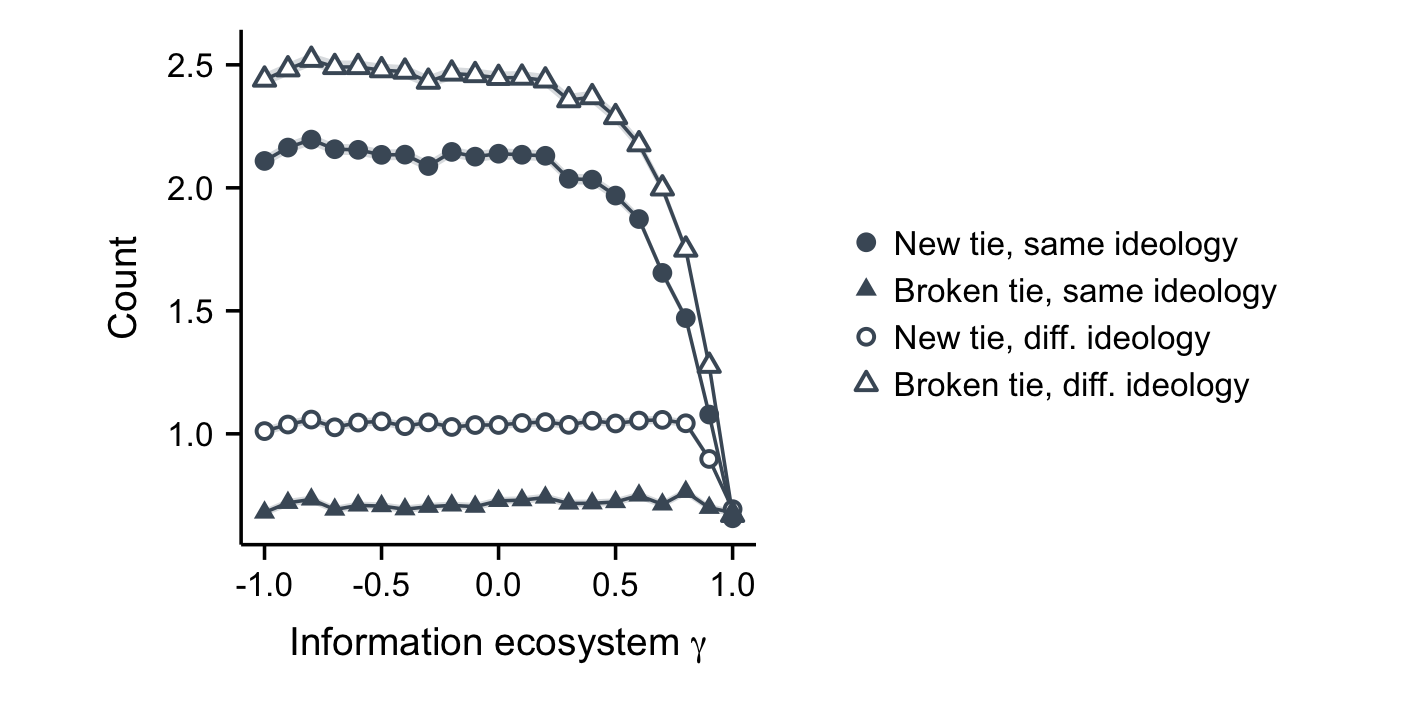 2.5
2.0
1.5
1.0
Count
-1.0 -0.5 0.0 0.5 1.0
Information ecosystem γ
New tie, same ideology
Broken tie, same ideology
New tie, diff. ideology
Broken tie, diff. ideology